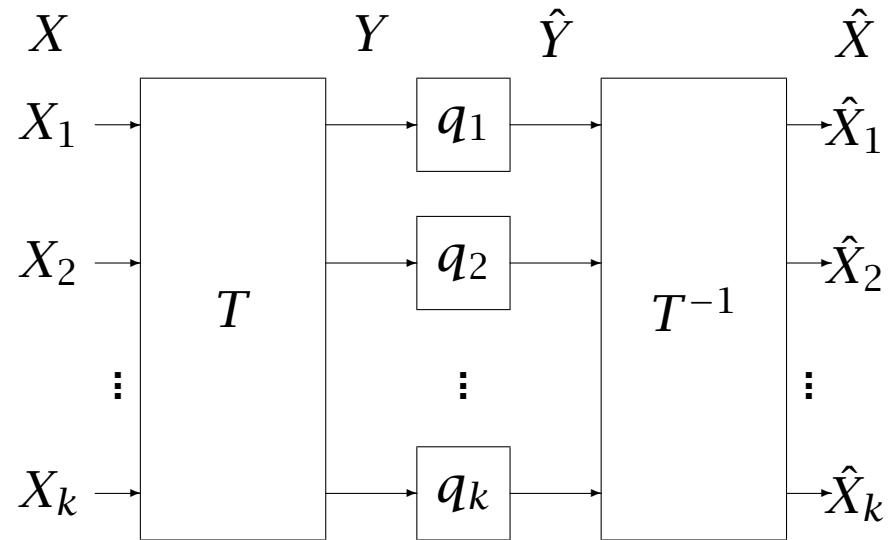 X Y Ŷ X̂
X₁ q₁ X̂₁
X₂ q₂ X̂₂
T T⁻¹
⋮ ⋮ ⋮
Xₖ qₖ X̂ₖ